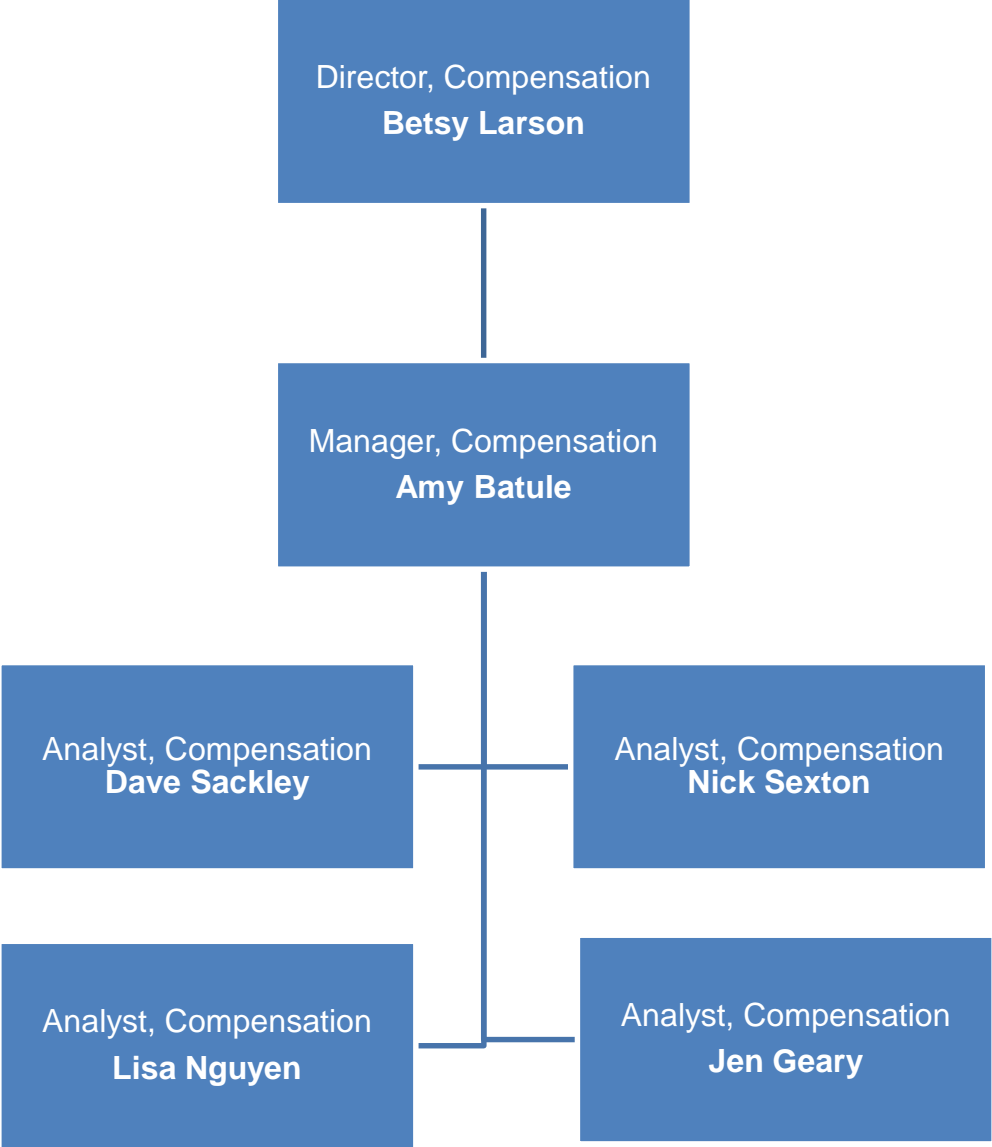 Director, Compensation
Betsy Larson
Manager, Compensation
Amy Batule
Analyst, Compensation
Dave Sackley
Analyst, Compensation
Nick Sexton
Analyst, Compensation
Lisa Nguyen
Analyst, Compensation
Jen Geary